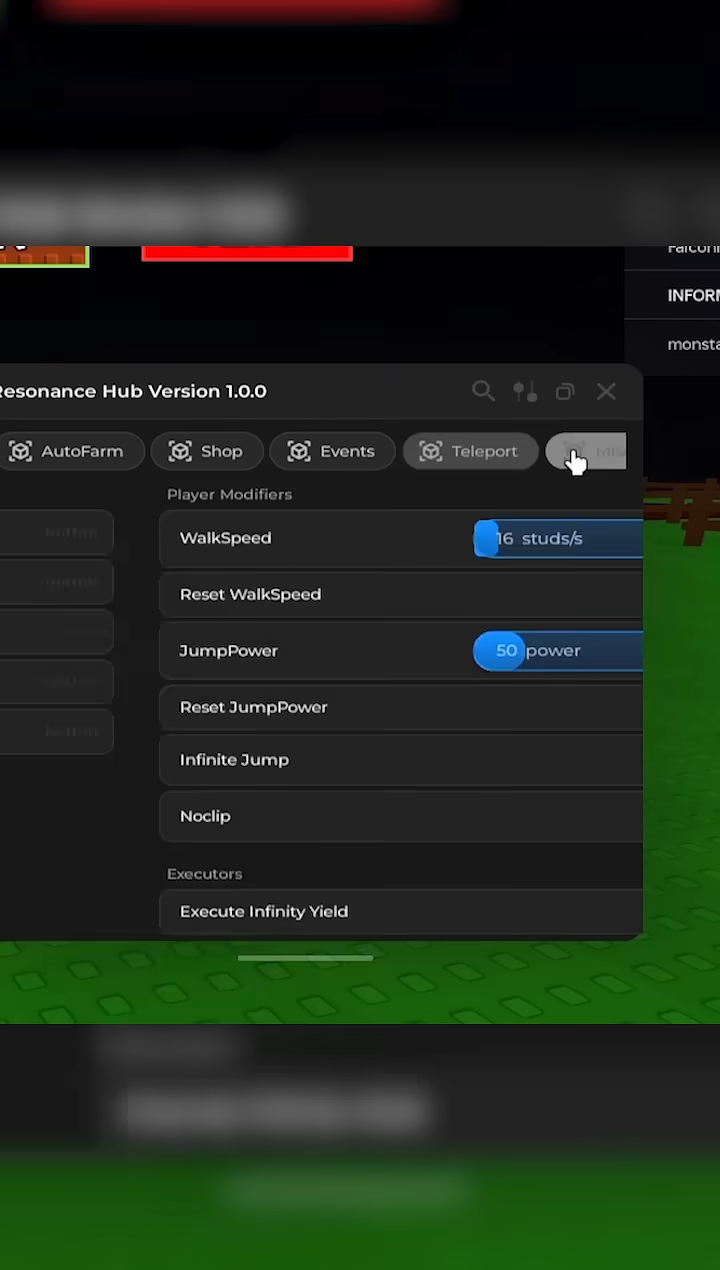 INFORM
monsta
Resonance Hub Version 1.0.0
AutoFarm
Shop
Events
Teleport
Player Modifiers
WalkSpeed
16 studs/s
Reset WalkSpeed
JumpPower
50 power
Reset JumpPower
Infinite Jump
Noclip
Executors
Execute Infinity Yield